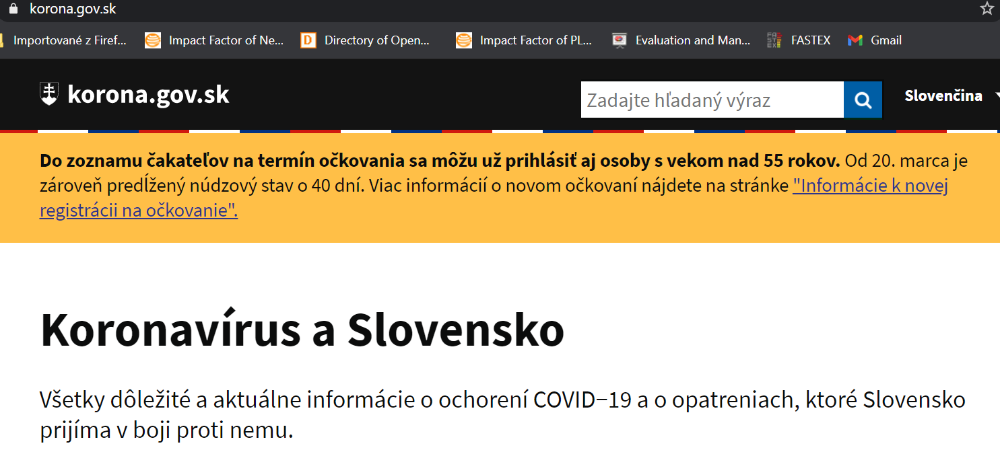 korona.gov.sk
Importované z Firef... Impact Factor of Ne... D Directory of Open... Impact Factor of PL... Evaluation and Man... FASTEX FASTEX Gmail
korona.gov.sk Zadajte hľadaný výraz Slovenčina
Do zoznamu čakateľov na termín očkovania sa môžu už prihlásiť aj osoby s vekom nad 55 rokov. Od 20. marca je
zároveň predĺžený núdzový stav o 40 dní. Viac informácií o novom očkovaní nájdete na stránke "Informácie k novej
registrácii na očkovanie".
Koronavírus a Slovensko
Všetky dôležité a aktuálne informácie o ochorení COVID–19 a o opatreniach, ktoré Slovensko
prijíma v boji proti nemu.